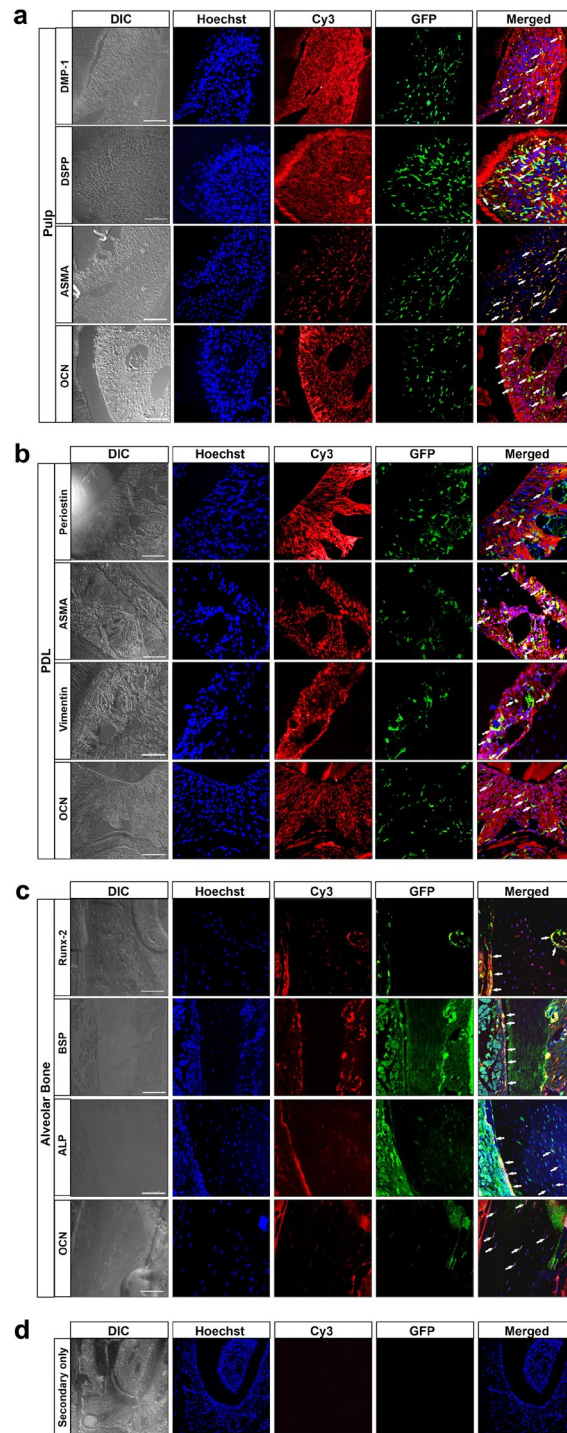 a
DIC Hoechst Cy3 GFP Merged
Pulp
DMP-1
DSPP
ASMA
OCN
b
DIC Hoechst Cy3 GFP Merged
PDL
Periostin
ASMA
Vimentin
OCN
c
DIC Hoechst Cy3 GFP Merged
Alveolar Bone
Runx-2
BSP
ALP
OCN
d
DIC Hoechst Cy3 GFP Merged
Secondary only